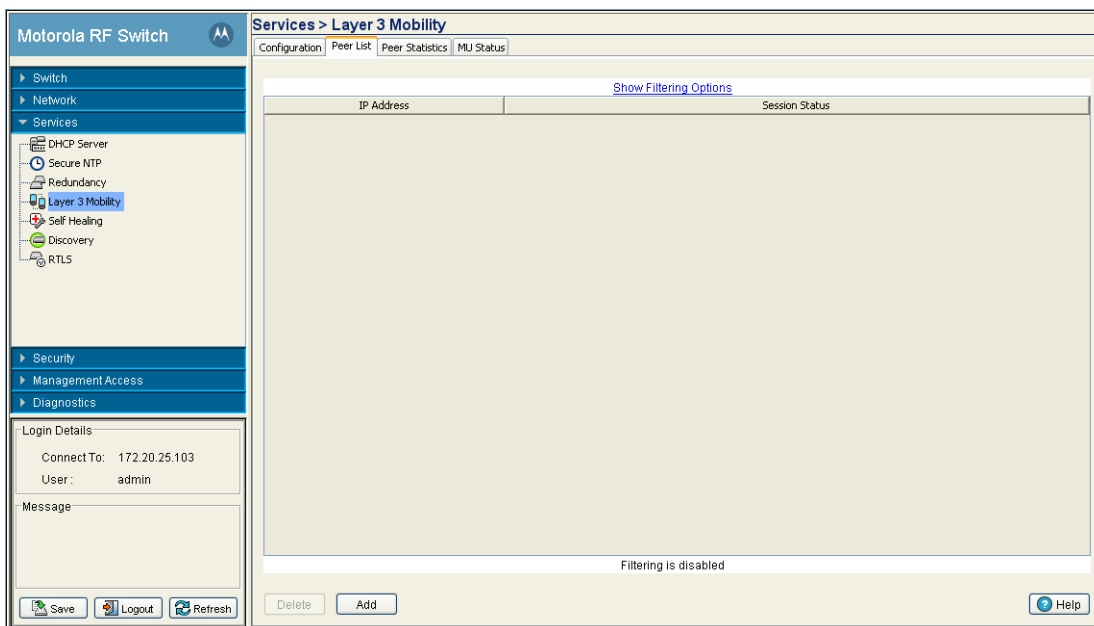 Motorola RF Switch
Switch
Network
Services
DHCP Server
Secure NTP
Redundancy
Layer 3 Mobility
Self Healing
Discovery
RTLS
Security
Management Access
Diagnostics
Login Details
Connect To: 172.20.25.103
User : admin
Message
Save Logout Refresh
Services > Layer 3 Mobility
Configuration Peer List Peer Statistics MU Status
Show Filtering Options
IP Address Session Status
Filtering is disabled
Delete Add Help